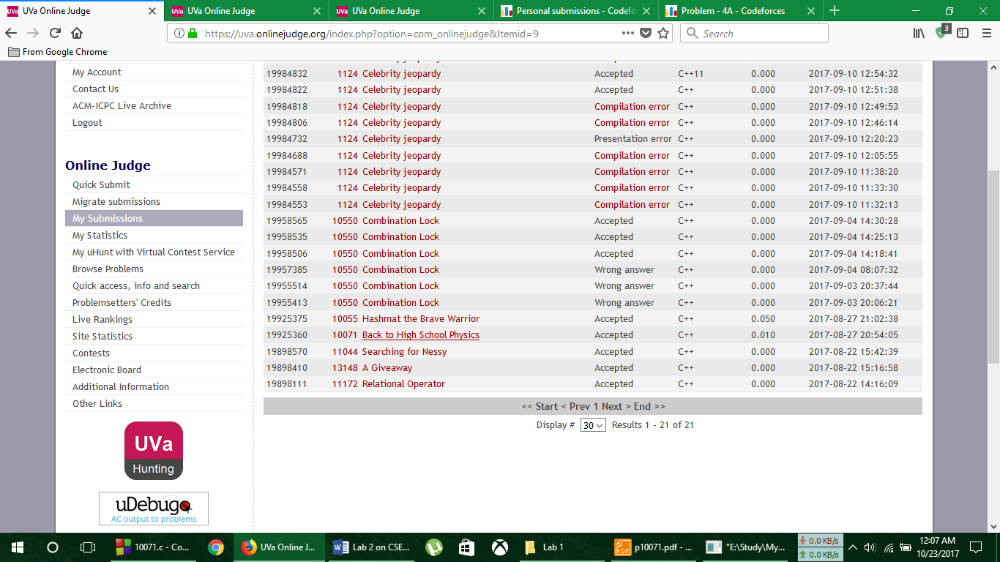 UVa Online Judge
UVa Online Judge
UVa Online Judge
Personal submissions - Codefor
Problem - 4A - Codeforces
https://uva.onlinejudge.org/index.php?option=com_onlinejudge&Itemid=9
Search
3
From Google Chrome
My Account
Contact Us
ACM-ICPC Live Archive
Logout
Online Judge
Quick Submit
Migrate submissions
My Submissions
My Statistics
My uHunt with Virtual Contest Service
Browse Problems
Quick access, info and search
Problemsetters' Credits
Live Rankings
Site Statistics
Contests
Electronic Board
Additional Information
Other Links
UVa
Hunting
uDebug
AC output to problems
19984832 1124 Celebrity jeopardy Accepted C++11 0.000 2017-09-10 12:54:32
19984822 1124 Celebrity jeopardy Accepted C++ 0.000 2017-09-10 12:51:38
19984818 1124 Celebrity jeopardy Compilation error C++ 0.000 2017-09-10 12:49:53
19984806 1124 Celebrity jeopardy Compilation error C++ 0.000 2017-09-10 12:46:14
19984732 1124 Celebrity jeopardy Presentation error C++ 0.000 2017-09-10 12:20:23
19984688 1124 Celebrity jeopardy Compilation error C++ 0.000 2017-09-10 12:05:55
19984571 1124 Celebrity jeopardy Compilation error C++ 0.000 2017-09-10 11:38:20
19984558 1124 Celebrity jeopardy Compilation error C++ 0.000 2017-09-10 11:33:30
19984553 1124 Celebrity jeopardy Compilation error C++ 0.000 2017-09-10 11:32:13
19958565 10550 Combination Lock Accepted C++ 0.000 2017-09-04 14:30:28
19958535 10550 Combination Lock Accepted C++ 0.000 2017-09-04 14:25:13
19958506 10550 Combination Lock Accepted C++ 0.000 2017-09-04 14:18:41
19957385 10550 Combination Lock Wrong answer C++ 0.000 2017-09-04 08:07:32
19955514 10550 Combination Lock Wrong answer C++ 0.000 2017-09-03 20:37:44
19955413 10550 Combination Lock Wrong answer C++ 0.000 2017-09-03 20:06:21
19925375 10055 Hashmat the Brave Warrior Accepted C++ 0.050 2017-08-27 21:02:38
19925360 10071 Back to High School Physics Accepted C++ 0.010 2017-08-27 20:54:05
19898570 11044 Searching for Nessy Accepted C++ 0.000 2017-08-22 15:42:39
19898410 13148 A Giveaway Accepted C++ 0.000 2017-08-22 15:16:58
19898111 11172 Relational Operator Accepted C++ 0.000 2017-08-22 14:16:09
<< Start < Prev 1 Next > End >>
Display # 30 Results 1 - 21 of 21
10071.c - Co...
UVa Online J...
Lab 2 on CSE...
Lab 1
p10071.pdf - ...
"E:\Study\My...
0.0 KB/s
0.0 KB/s
12:07 AM
10/23/2017